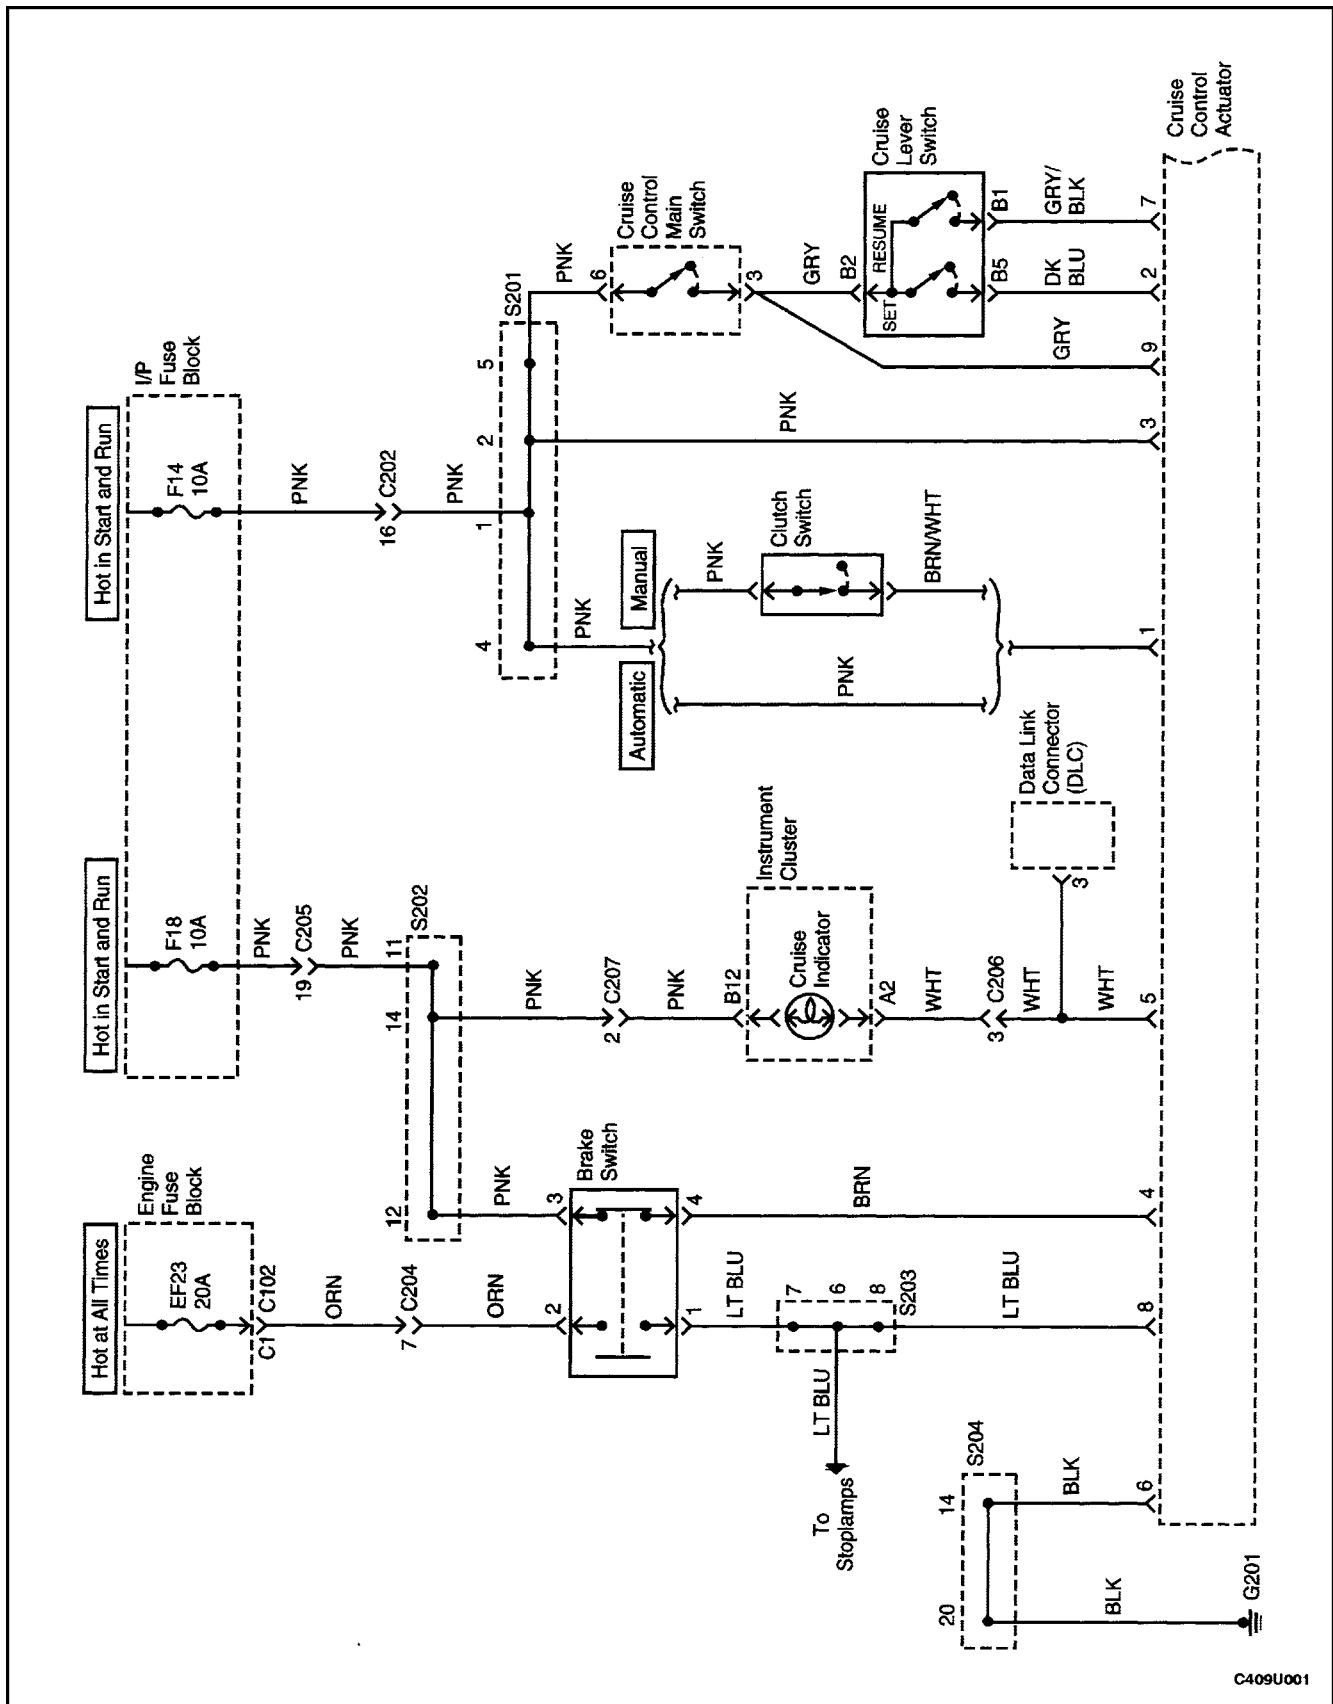 Hot at All Times
Engine
Fuse
Block
EF23
20A
C1
C102
ORN
7
C204
ORN
2
Hot in Start and Run
F18
10A
PNK
19
C205
PNK
S202
12
14
11
PNK
3
Brake
Switch
1
4
LT BLU
7
6
8
S203
LT BLU
To
Stoplamps
LT BLU
8
BRN
4
PNK
2
C207
PNK
B12
Instrument
Cluster
Cruise
Indicator
A2
WHT
3
C206
WHT
WHT
5
3
Data Link
Connector
(DLC)
Hot in Start and Run
I/P
Fuse
Block
F14
10A
PNK
16
C202
PNK
S201
4
1
2
5
PNK
Automatic
Manual
PNK
PNK
Clutch
Switch
BRN/WHT
1
PNK
3
PNK
6
Cruise
Control
Main
Switch
3
GRY
GRY
9
B2
Cruise
Lever
Switch
SET
RESUME
B5
B1
DK
BLU
GRY/
BLK
2
7
Cruise
Control
Actuator
S204
20
14
BLK
6
BLK
G201
C409U001